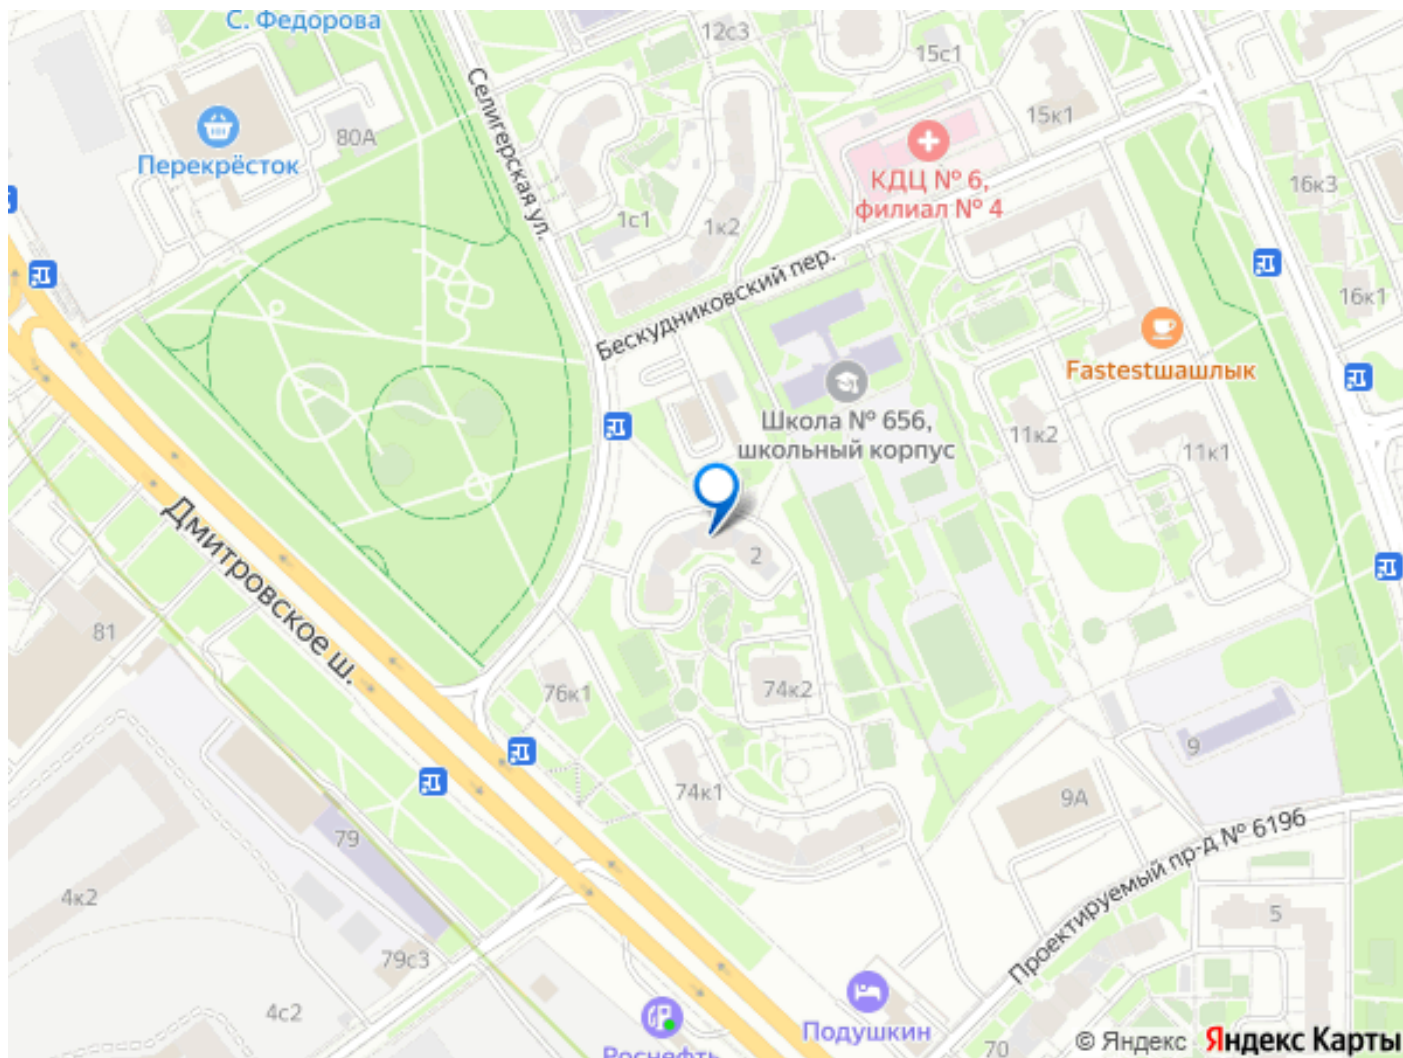 С. Федорова
12с3
15с1
Селигерская ул.
15к1
80А
Перекрёсток
КДЦ № 6,
филиал № 4
16к3
1с1
1к2
Бескудниковский пер.
16к1
Fastestшашлык
Школа № 656,
школьный корпус
11к2
11к1
Дмитровское ш.
2
81
76к1
74к2
9
74к1
9А
Проектируемый пр-д № 6196
79
4к2
5
79с3
4с2
Подушкин
Роснефть
70
© Яндекс Яндекс Карты